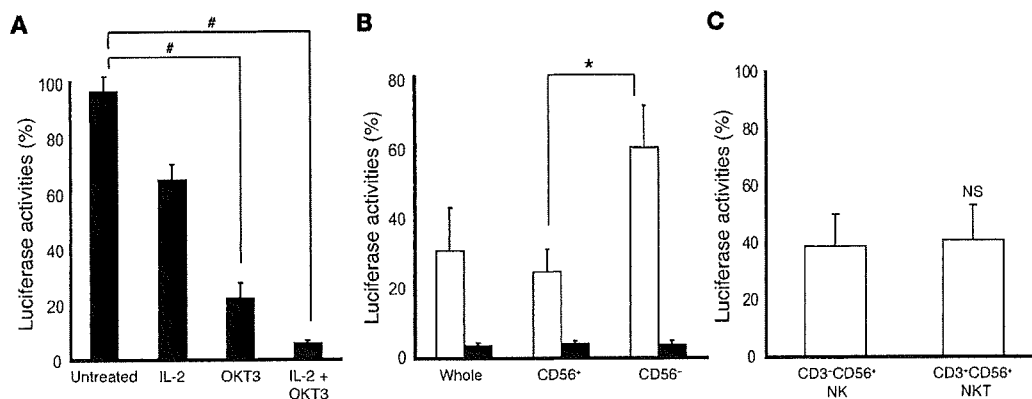 A
#
#
Luciferase activities (%)
100
80
60
40
20
0
Untreated
IL-2
OKT3
IL-2 +
OKT3
B
*
Luciferase activities (%)
80
60
40
20
0
Whole
CD56⁺
CD56⁻
C
Luciferase activities (%)
100
80
60
40
20
0
NS
CD3⁻CD56⁺
NK
CD3⁺CD56⁺
NKT